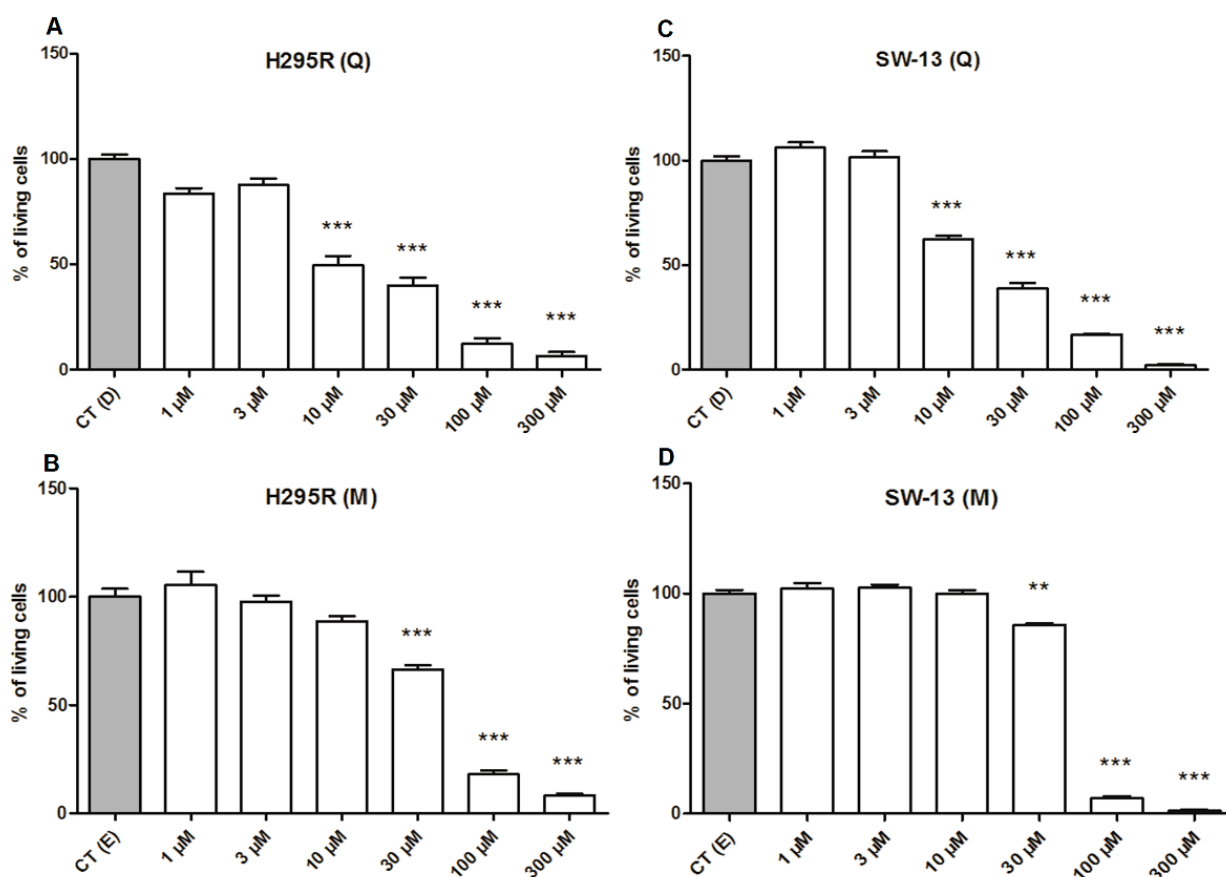 A
H295R (Q)
% of living cells
150
100
50
0
***
***
***
***
CT (D)
1 µM
3 µM
10 µM
30 µM
100 µM
300 µM
C
SW-13 (Q)
% of living cells
150
100
50
0
***
***
***
***
CT (D)
1 µM
3 µM
10 µM
30 µM
100 µM
300 µM
B
H295R (M)
% of living cells
150
100
50
0
***
***
***
CT (E)
1 µM
3 µM
10 µM
30 µM
100 µM
300 µM
D
SW-13 (M)
% of living cells
150
100
50
0
**
***
***
CT (E)
1 µM
3 µM
10 µM
30 µM
100 µM
300 µM